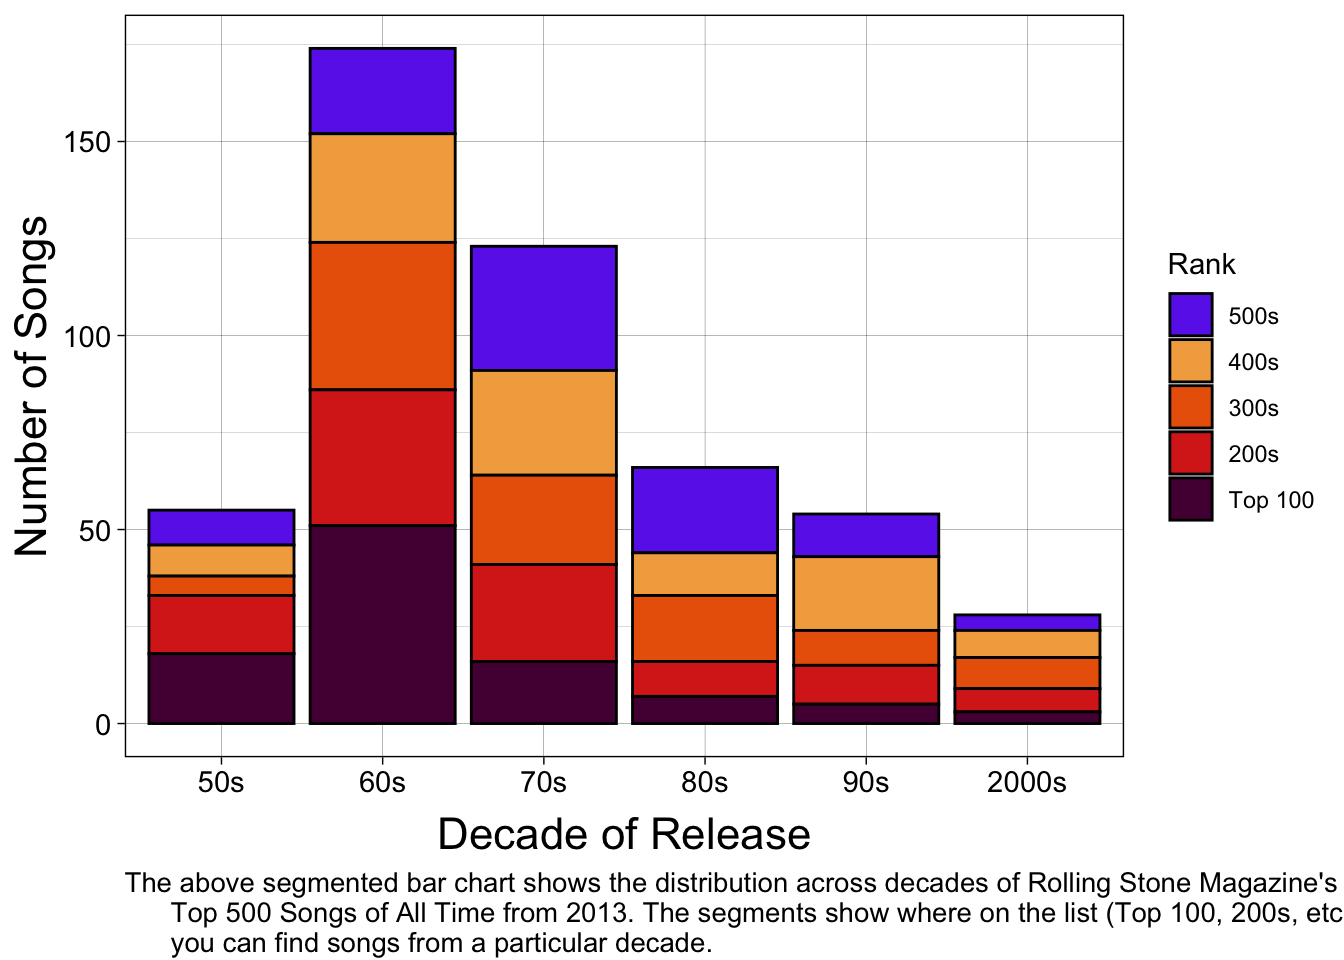 Number of Songs
150
100
50
0
50s
60s
70s
80s
90s
2000s
Decade of Release
Rank
500s
400s
300s
200s
Top 100
The above segmented bar chart shows the distribution across decades of Rolling Stone Magazine's
Top 500 Songs of All Time from 2013. The segments show where on the list (Top 100, 200s, etc
you can find songs from a particular decade.